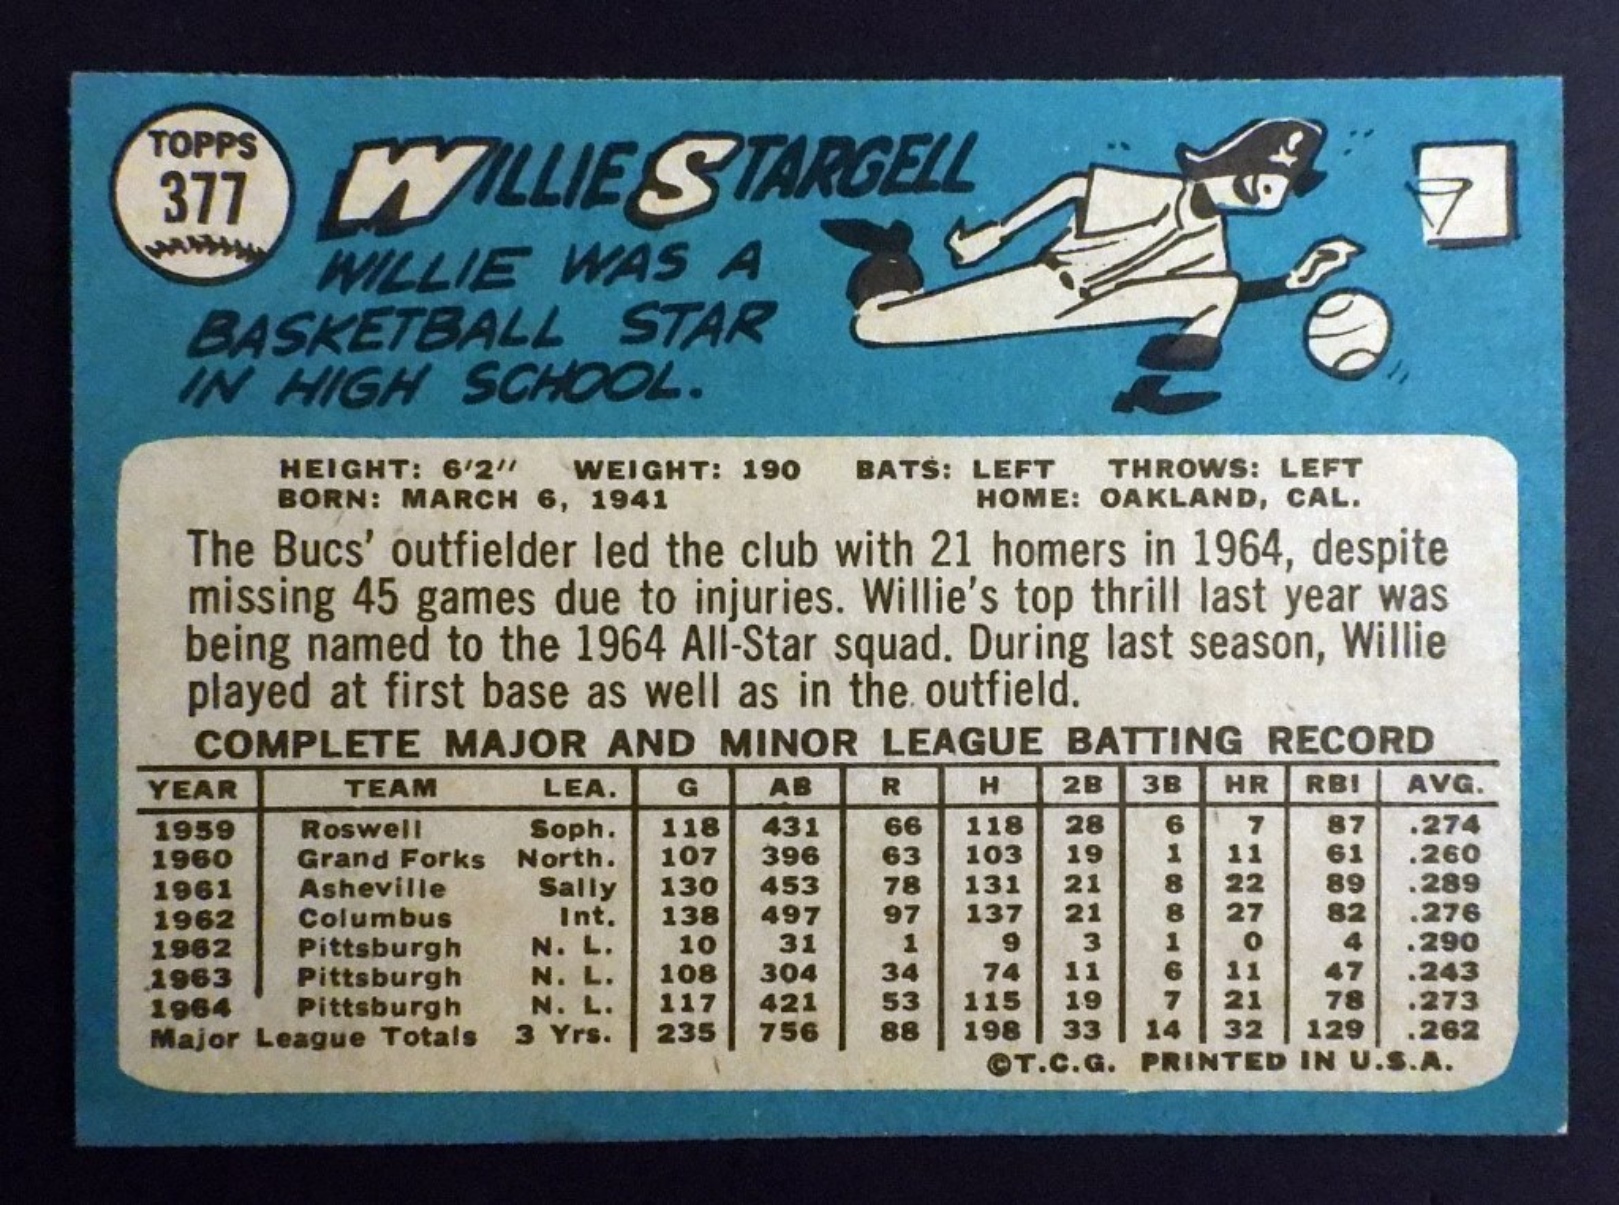 TOPPS
377
WILLIE STARGELL
WILLIE WAS A
BASKETBALL STAR
IN HIGH SCHOOL.
HEIGHT: 6'2" WEIGHT: 190 BATS: LEFT THROWS: LEFT
BORN: MARCH 6, 1941 HOME: OAKLAND, CAL.
The Bucs' outfielder led the club with 21 homers in 1964, despite
missing 45 games due to injuries. Willie's top thrill last year was
being named to the 1964 All-Star squad. During last season, Willie
played at first base as well as in the outfield.
COMPLETE MAJOR AND MINOR LEAGUE BATTING RECORD
YEAR TEAM LEA. G AB R H 2B 3B HR RBI AVG.
1959 Roswell Soph. 118 431 66 118 28 6 7 87 .274
1960 Grand Forks North. 107 396 63 103 19 1 11 61 .260
1961 Asheville Sally 130 453 78 131 21 8 22 89 .289
1962 Columbus Int. 138 497 97 137 21 8 27 82 .276
1962 Pittsburgh N. L. 10 31 1 9 3 1 0 4 .290
1963 Pittsburgh N. L. 108 304 34 74 11 6 11 47 .243
1964 Pittsburgh N. L. 117 421 53 115 19 7 21 78 .273
Major League Totals 3 Yrs. 235 756 88 198 33 14 32 129 .262
©T.C.G. PRINTED IN U.S.A.